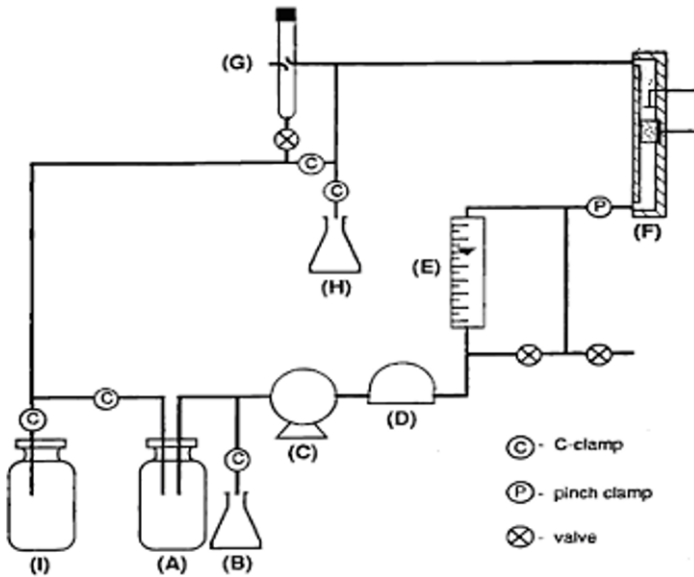 (G)
C
C
(F)
P
(E)
(H)
C
(D)
C
(C)
C
C
(I)
(A)
(B)
C - C-clamp
P - pinch clamp
- valve